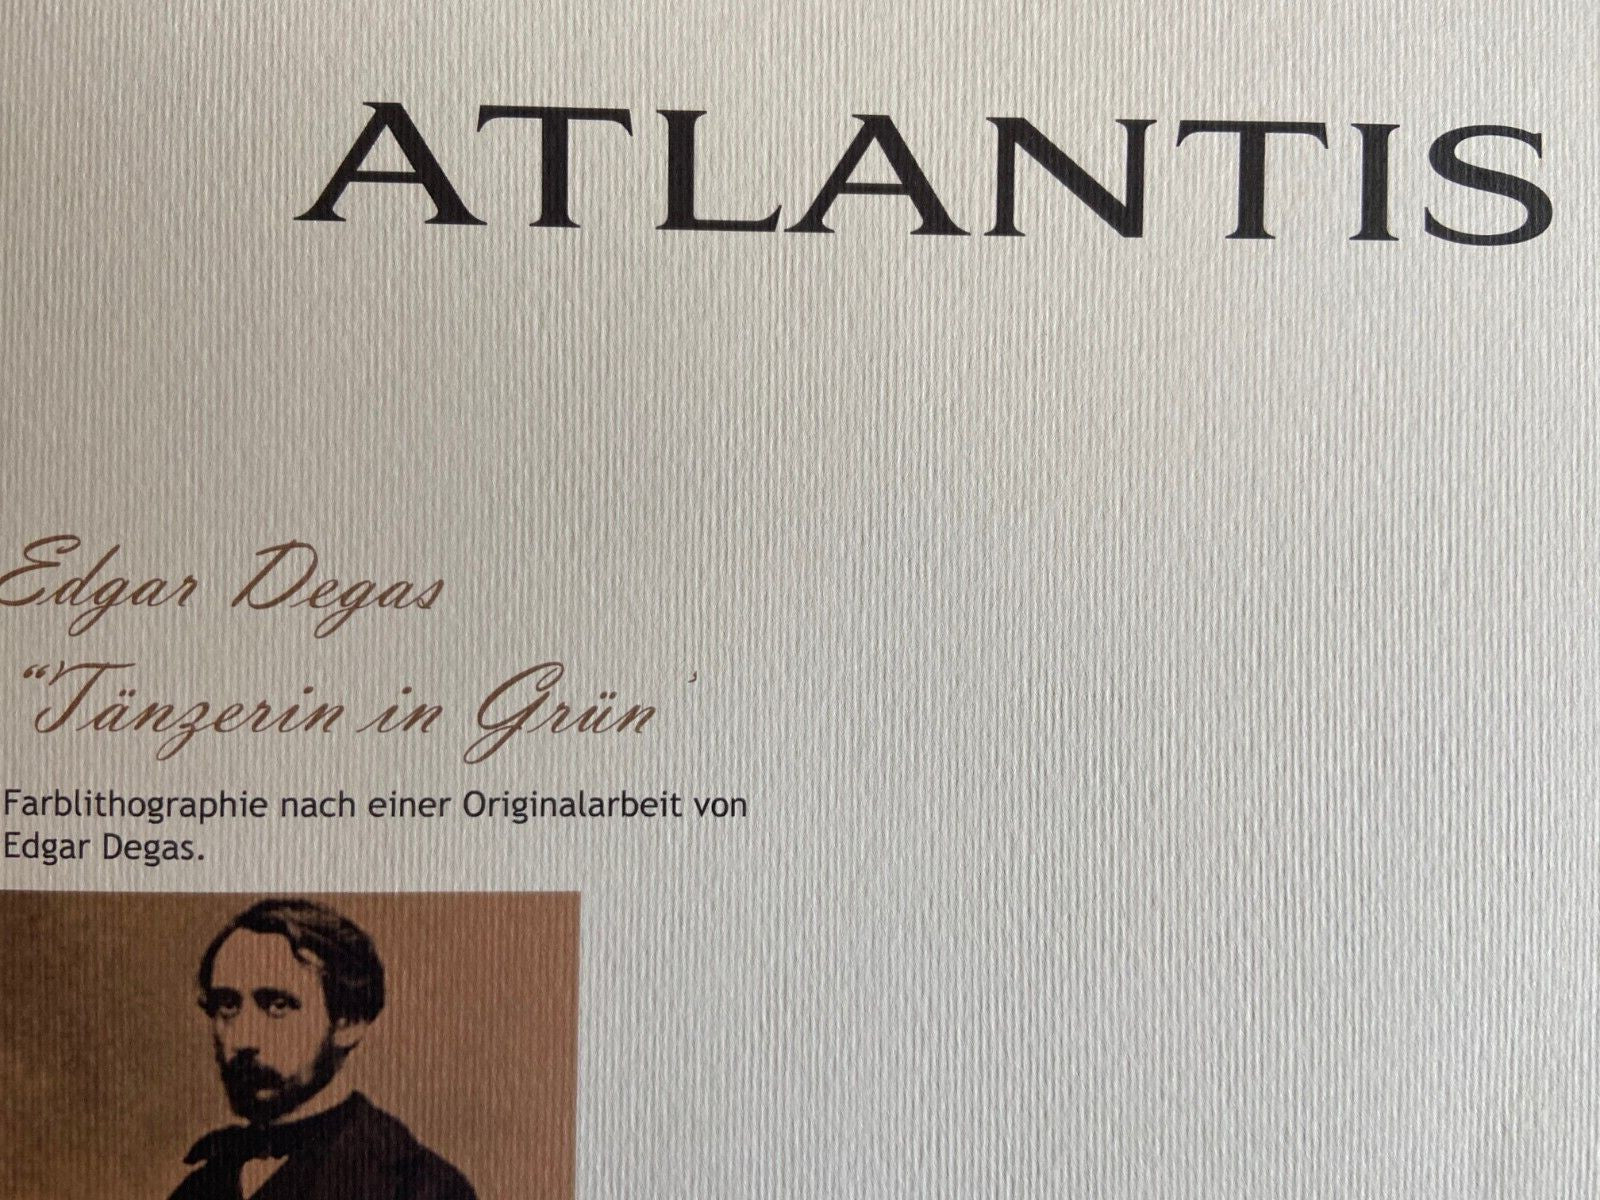 ATLANTIS
Edgar Degas
“Tänzerin in Grün ’
Farblithographie nach einer Originalarbeit von
Edgar Degas.